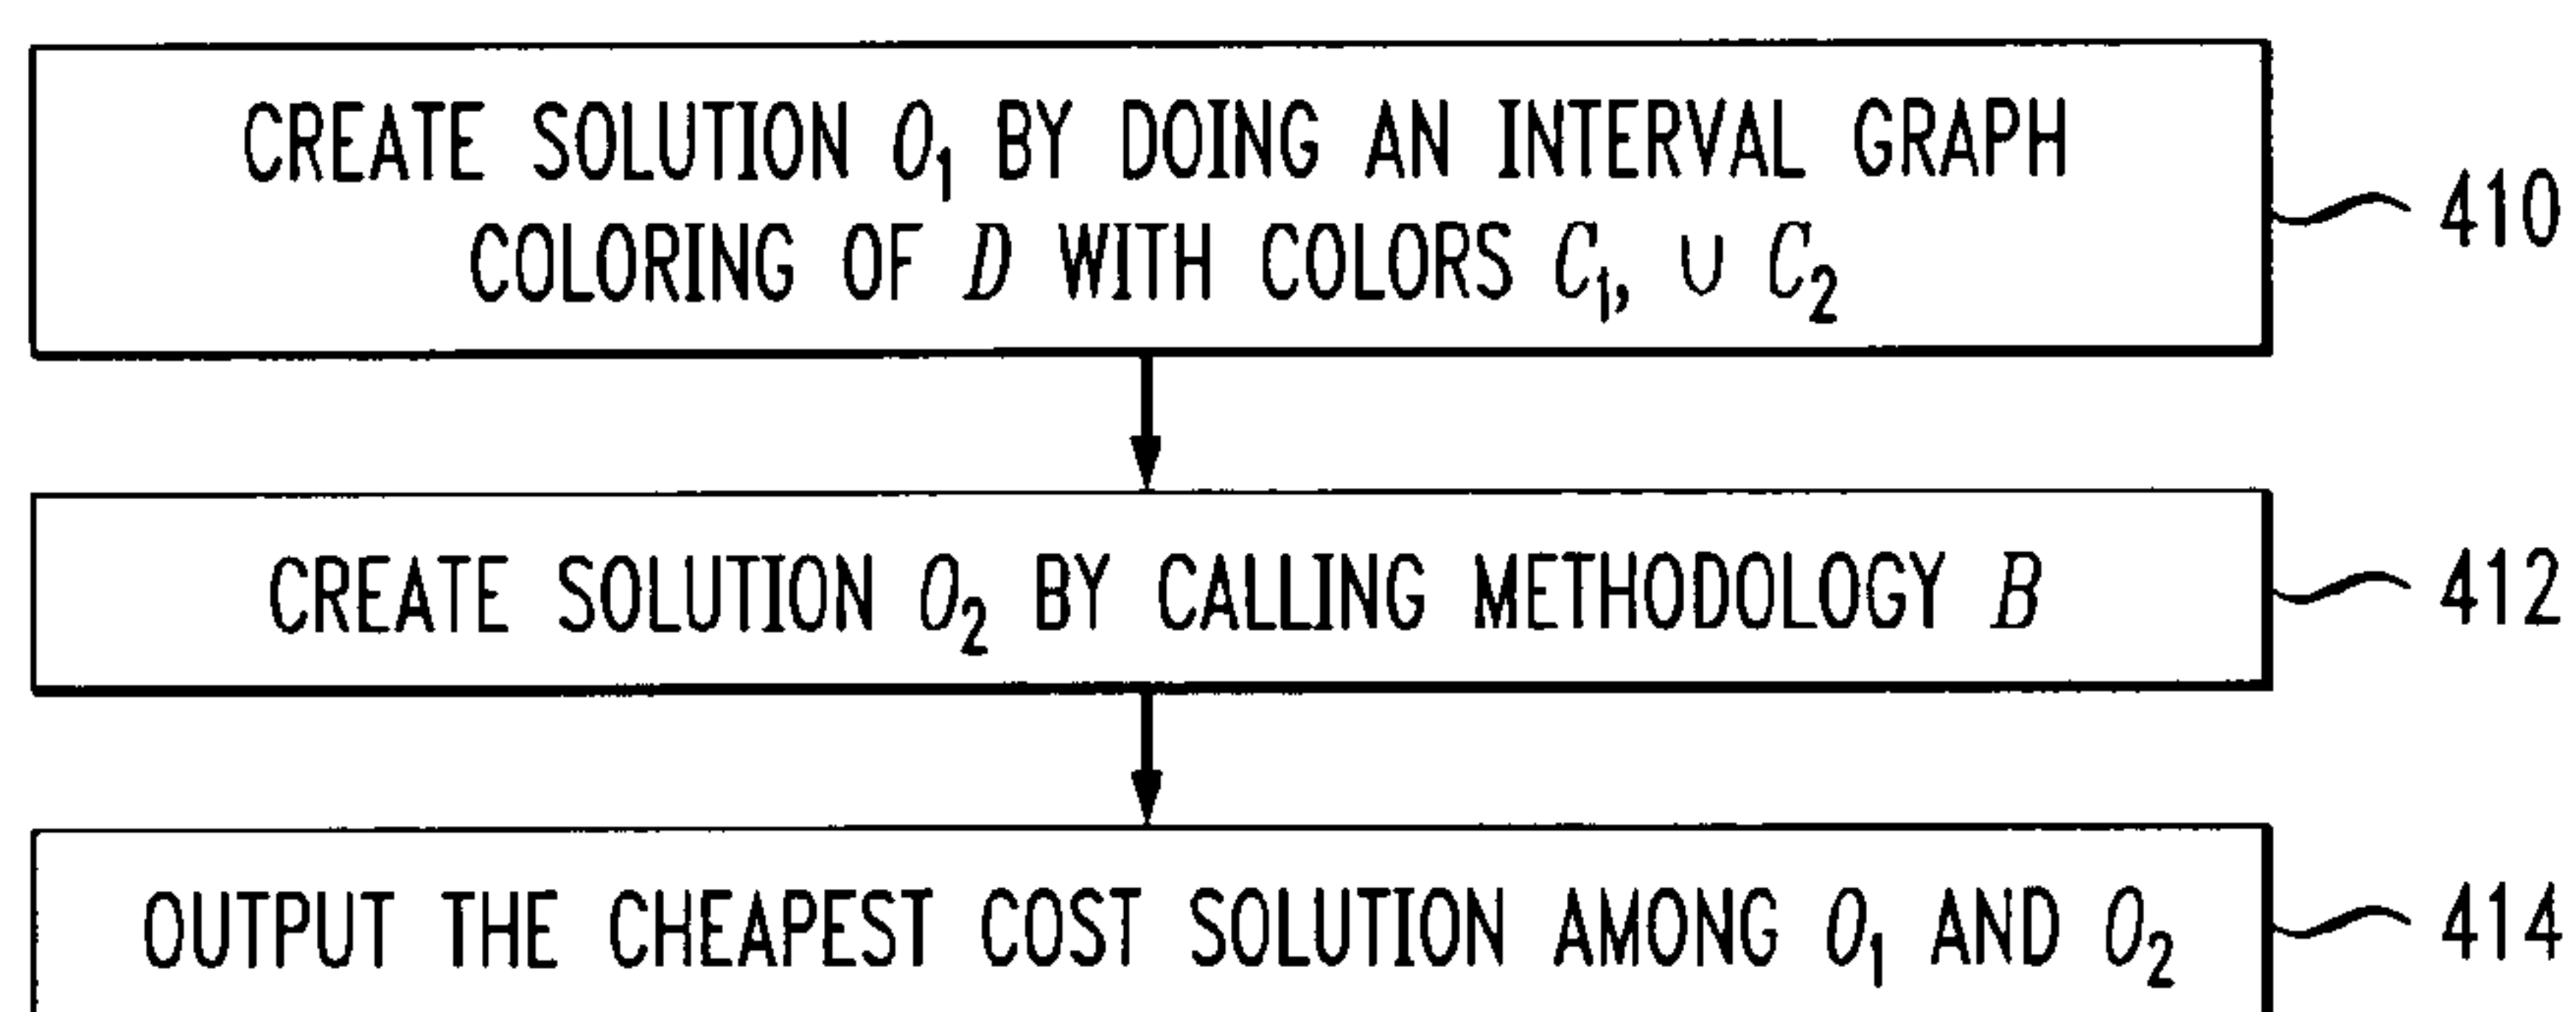 CREATE SOLUTION O₁ BY DOING AN INTERVAL GRAPH
COLORING OF D WITH COLORS C₁, ∪ C₂
410
CREATE SOLUTION O₂ BY CALLING METHODOLOGY B
412
OUTPUT THE CHEAPEST COST SOLUTION AMONG O₁ AND O₂
414